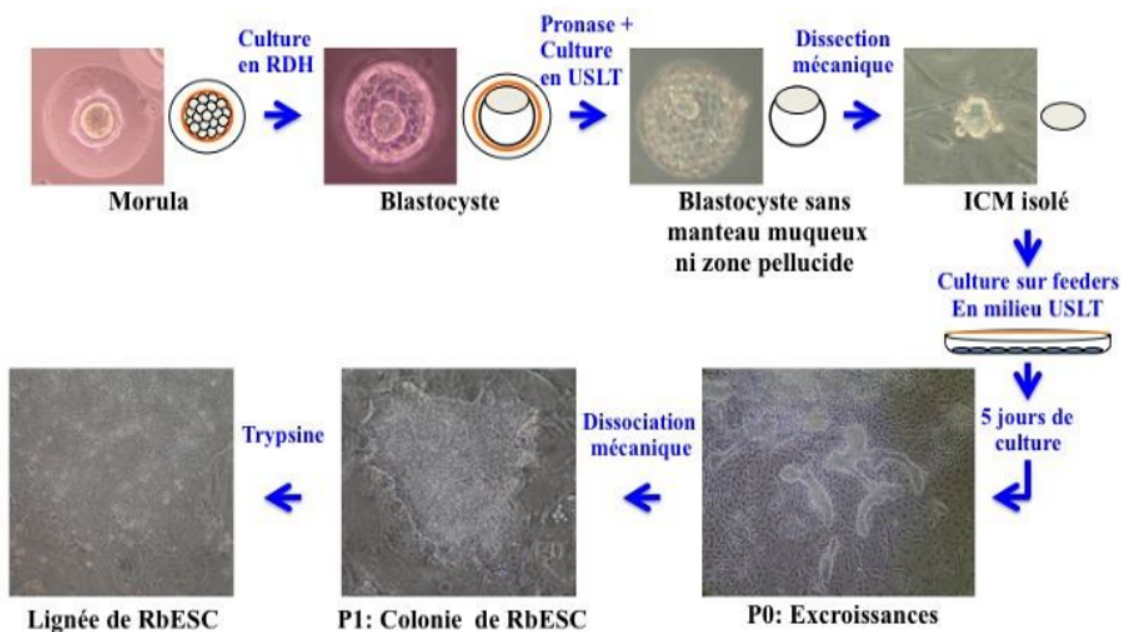 Culture
en RDH
Pronase +
Culture
en USLT
Dissection
mécanique
Morula
Blastocyste
Blastocyste sans
manteau muqueux
ni zone pellucide
ICM isolé
Culture sur feeders
En milieu USLT
5 jours de
culture
Dissociation
mécanique
Trypsine
Lignée de RbESC
P1: Colonie de RbESC
P0: Excroissances